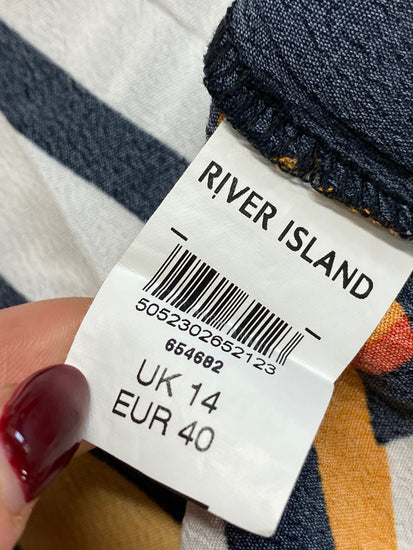 RIVER ISLAND
5052302652123
654682
UK 14
EUR 40